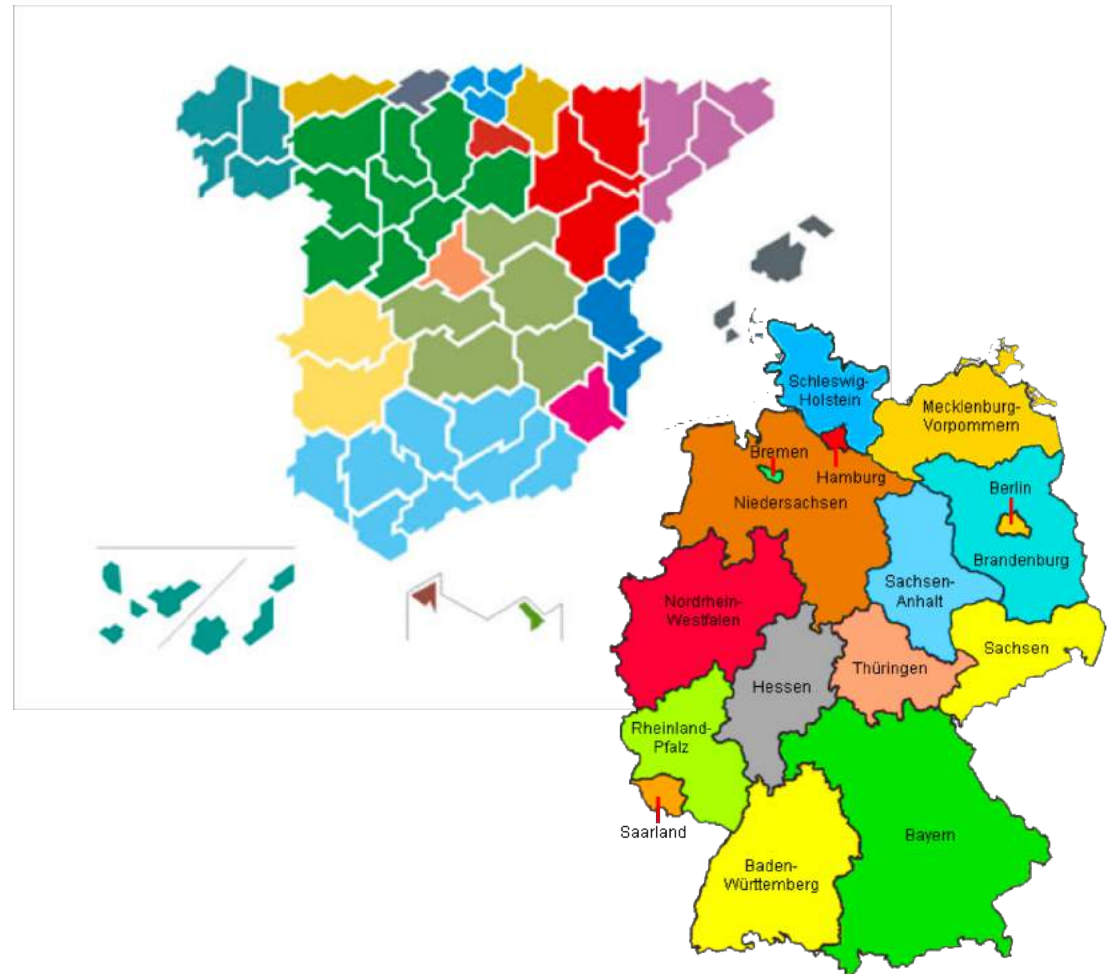 Schleswig-
Holstein
Mecklenburg-
Vorpommern
Bremen
Hamburg
Niedersachsen
Berlin
Brandenburg
Sachsen-
Anhalt
Nordrhein-
Westfalen
Sachsen
Thüringen
Hessen
Rheinland-
Pfalz
Saarland
Bayern
Baden-
Württemberg